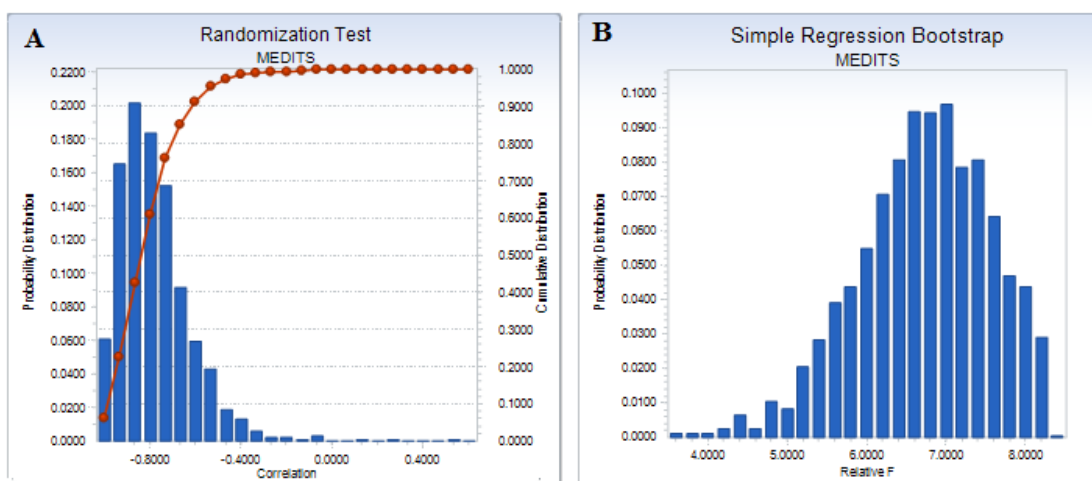 A
Randomization Test
MEDITS
0.2200
0.2000
0.1800
0.1600
0.1400
0.1200
0.1000
0.0800
0.0600
0.0400
0.0200
0.0000
Probability Distribution
1.0000
0.9000
0.8000
0.7000
0.6000
0.5000
0.4000
0.3000
0.2000
0.1000
0.0000
Cumulative Distribution
-0.8000 -0.4000 0.0000 0.4000
Correlation
B
Simple Regression Bootstrap
MEDITS
0.1000
0.0900
0.0800
0.0700
0.0600
0.0500
0.0400
0.0300
0.0200
0.0100
0.0000
Probability Distribution
4.0000 5.0000 6.0000 7.0000 8.0000
Relative F